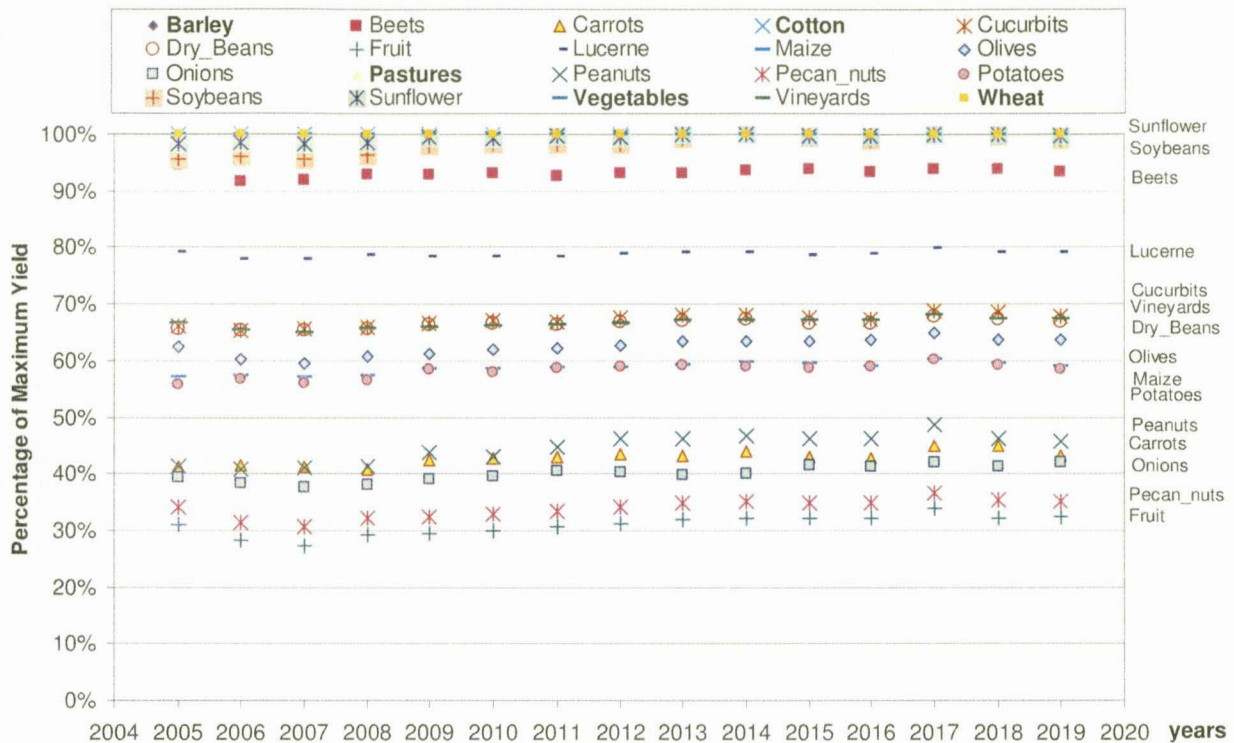 Barley Beets Carrots Cotton Cucurbits
Dry_Beans Fruit Lucerne Maize Olives
Onions Pastures Peanuts Pecan_nuts Potatoes
Soybeans Sunflower Vegetables Vineyards Wheat
Percentage of Maximum Yield
100%
90%
80%
70%
60%
50%
40%
30%
20%
10%
0%
Sunflower
Soybeans
Beets
Lucerne
Cucurbits
Vineyards
Dry_Beans
Olives
Maize
Potatoes
Peanuts
Carrots
Onions
Pecan_nuts
Fruit
2004 2005 2006 2007 2008 2009 2010 2011 2012 2013 2014 2015 2016 2017 2018 2019 2020 years